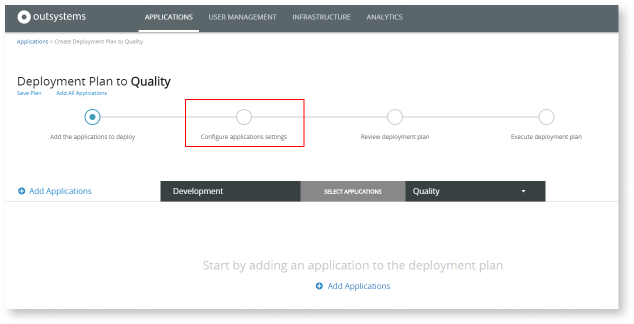 outsystems APPLICATIONS USER MANAGEMENT INFRASTRUCTURE ANALYTICS
Applications > Create Deployment Plan to Quality
Deployment Plan to Quality
Save Plan Add All Applications
Add the applications to deploy Configure applications settings Review deployment plan Execute deployment plan
Add Applications Development SELECT APPLICATIONS Quality
Start by adding an application to the deployment plan
Add Applications